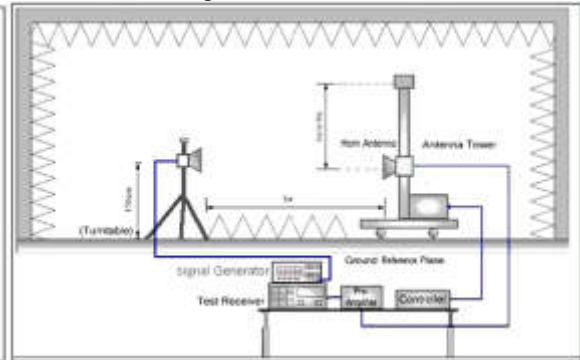 Horn Antenna
Antenna Tower
(Turntable)
Ground Reference Plane
Signal Generator
Test Receiver
Pre-Amplifier
Controller